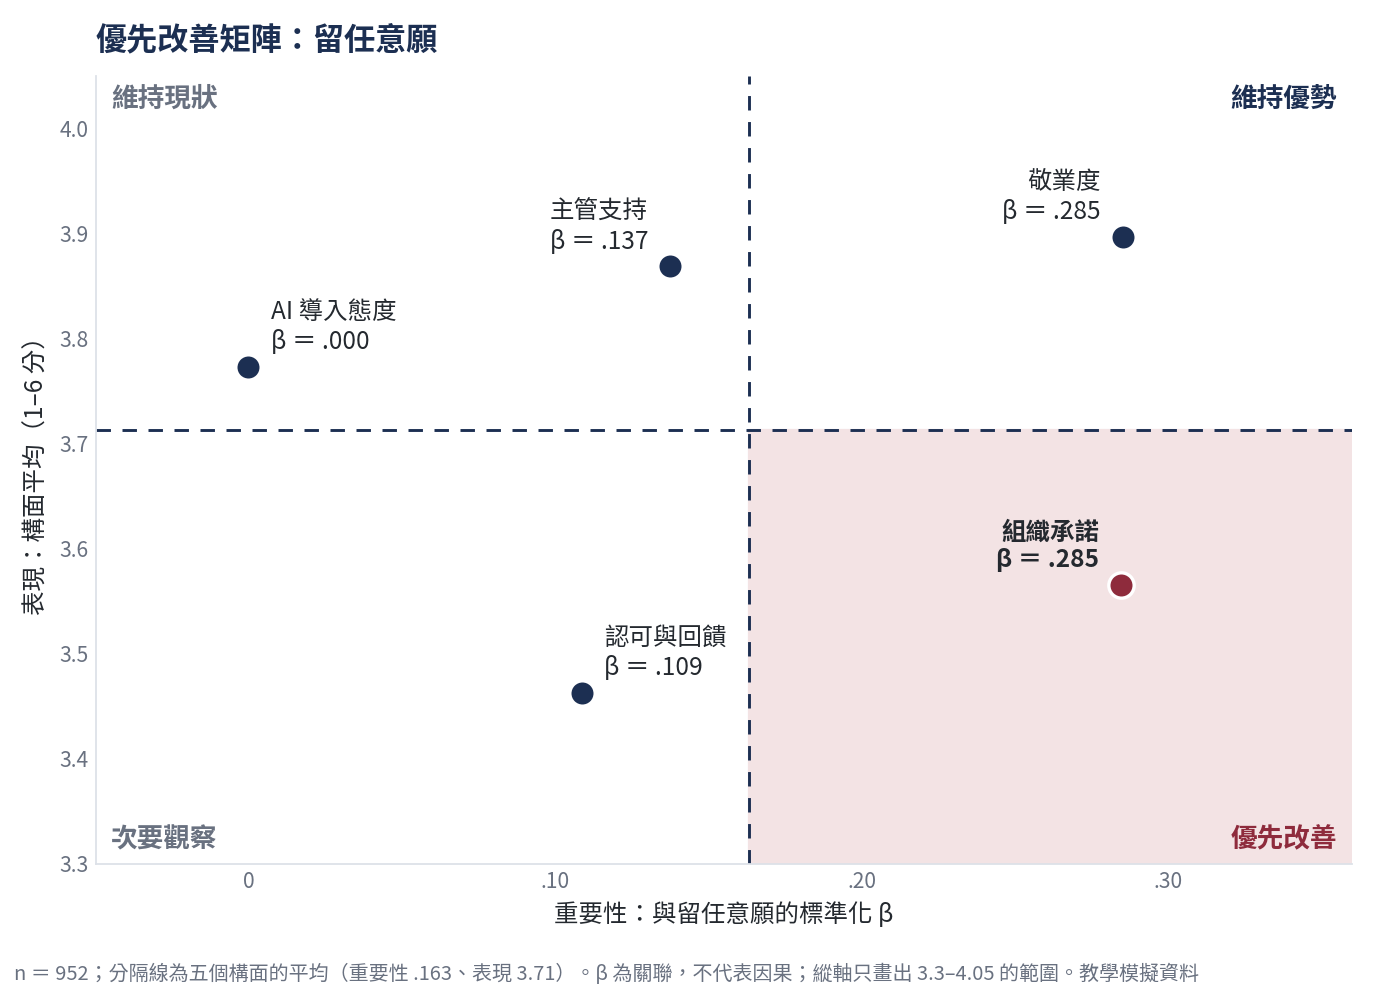 優先改善矩陣：留任意願
維持現狀
維持優勢
4.0
敬業度
β ＝ .285
主管支持
β ＝ .137
3.9
AI 導入態度
β ＝ .000
3.8
3.7
組織承諾
β ＝ .285
3.6
認可與回饋
β ＝ .109
3.5
3.4
次要觀察
優先改善
3.3
表現：構面平均（1–6 分）
0
.10
.20
.30
重要性：與留任意願的標準化 β
n ＝ 952；分隔線為五個構面的平均（重要性 .163、表現 3.71）。β 為關聯，不代表因果；縱軸只畫出 3.3–4.05 的範圍。教學模擬資料